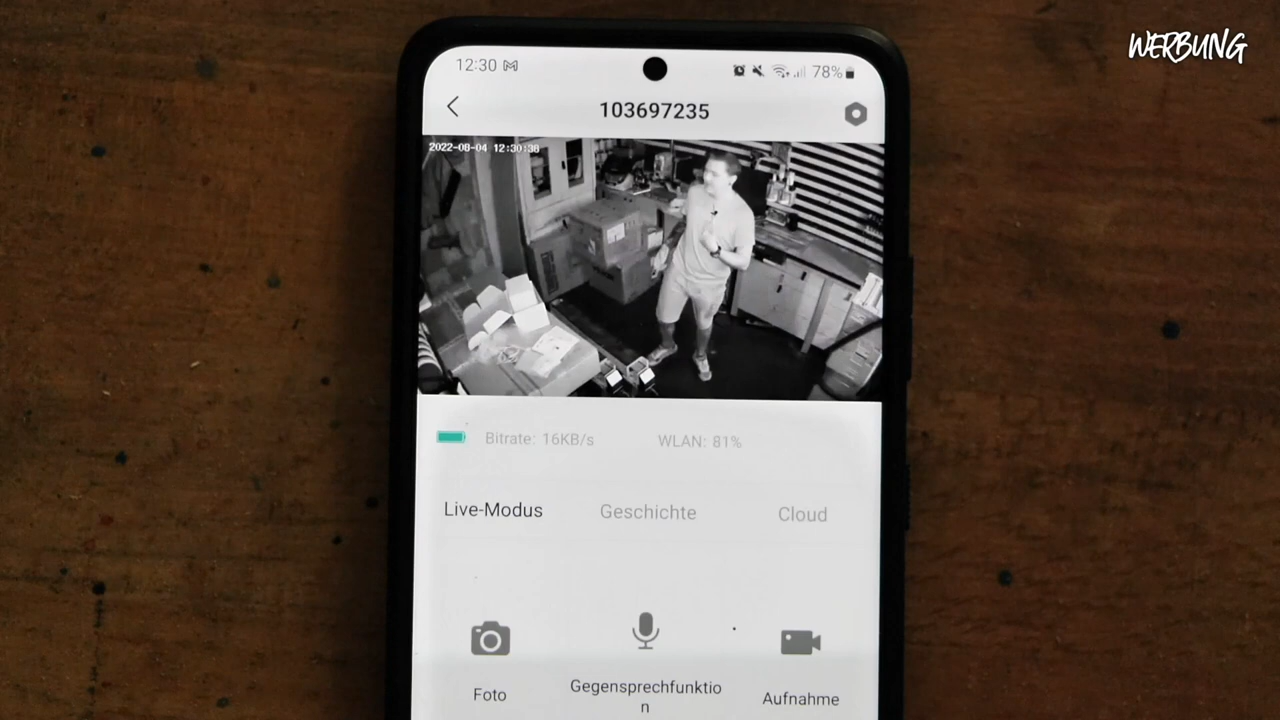 WERBUNG
12:30
78%
103697235
2022-08-04 12:30:38
Bitrate: 16KB/s
WLAN: 81%
Live-Modus
Geschichte
Cloud
Foto
Gegensprechfunktio
n
Aufnahme